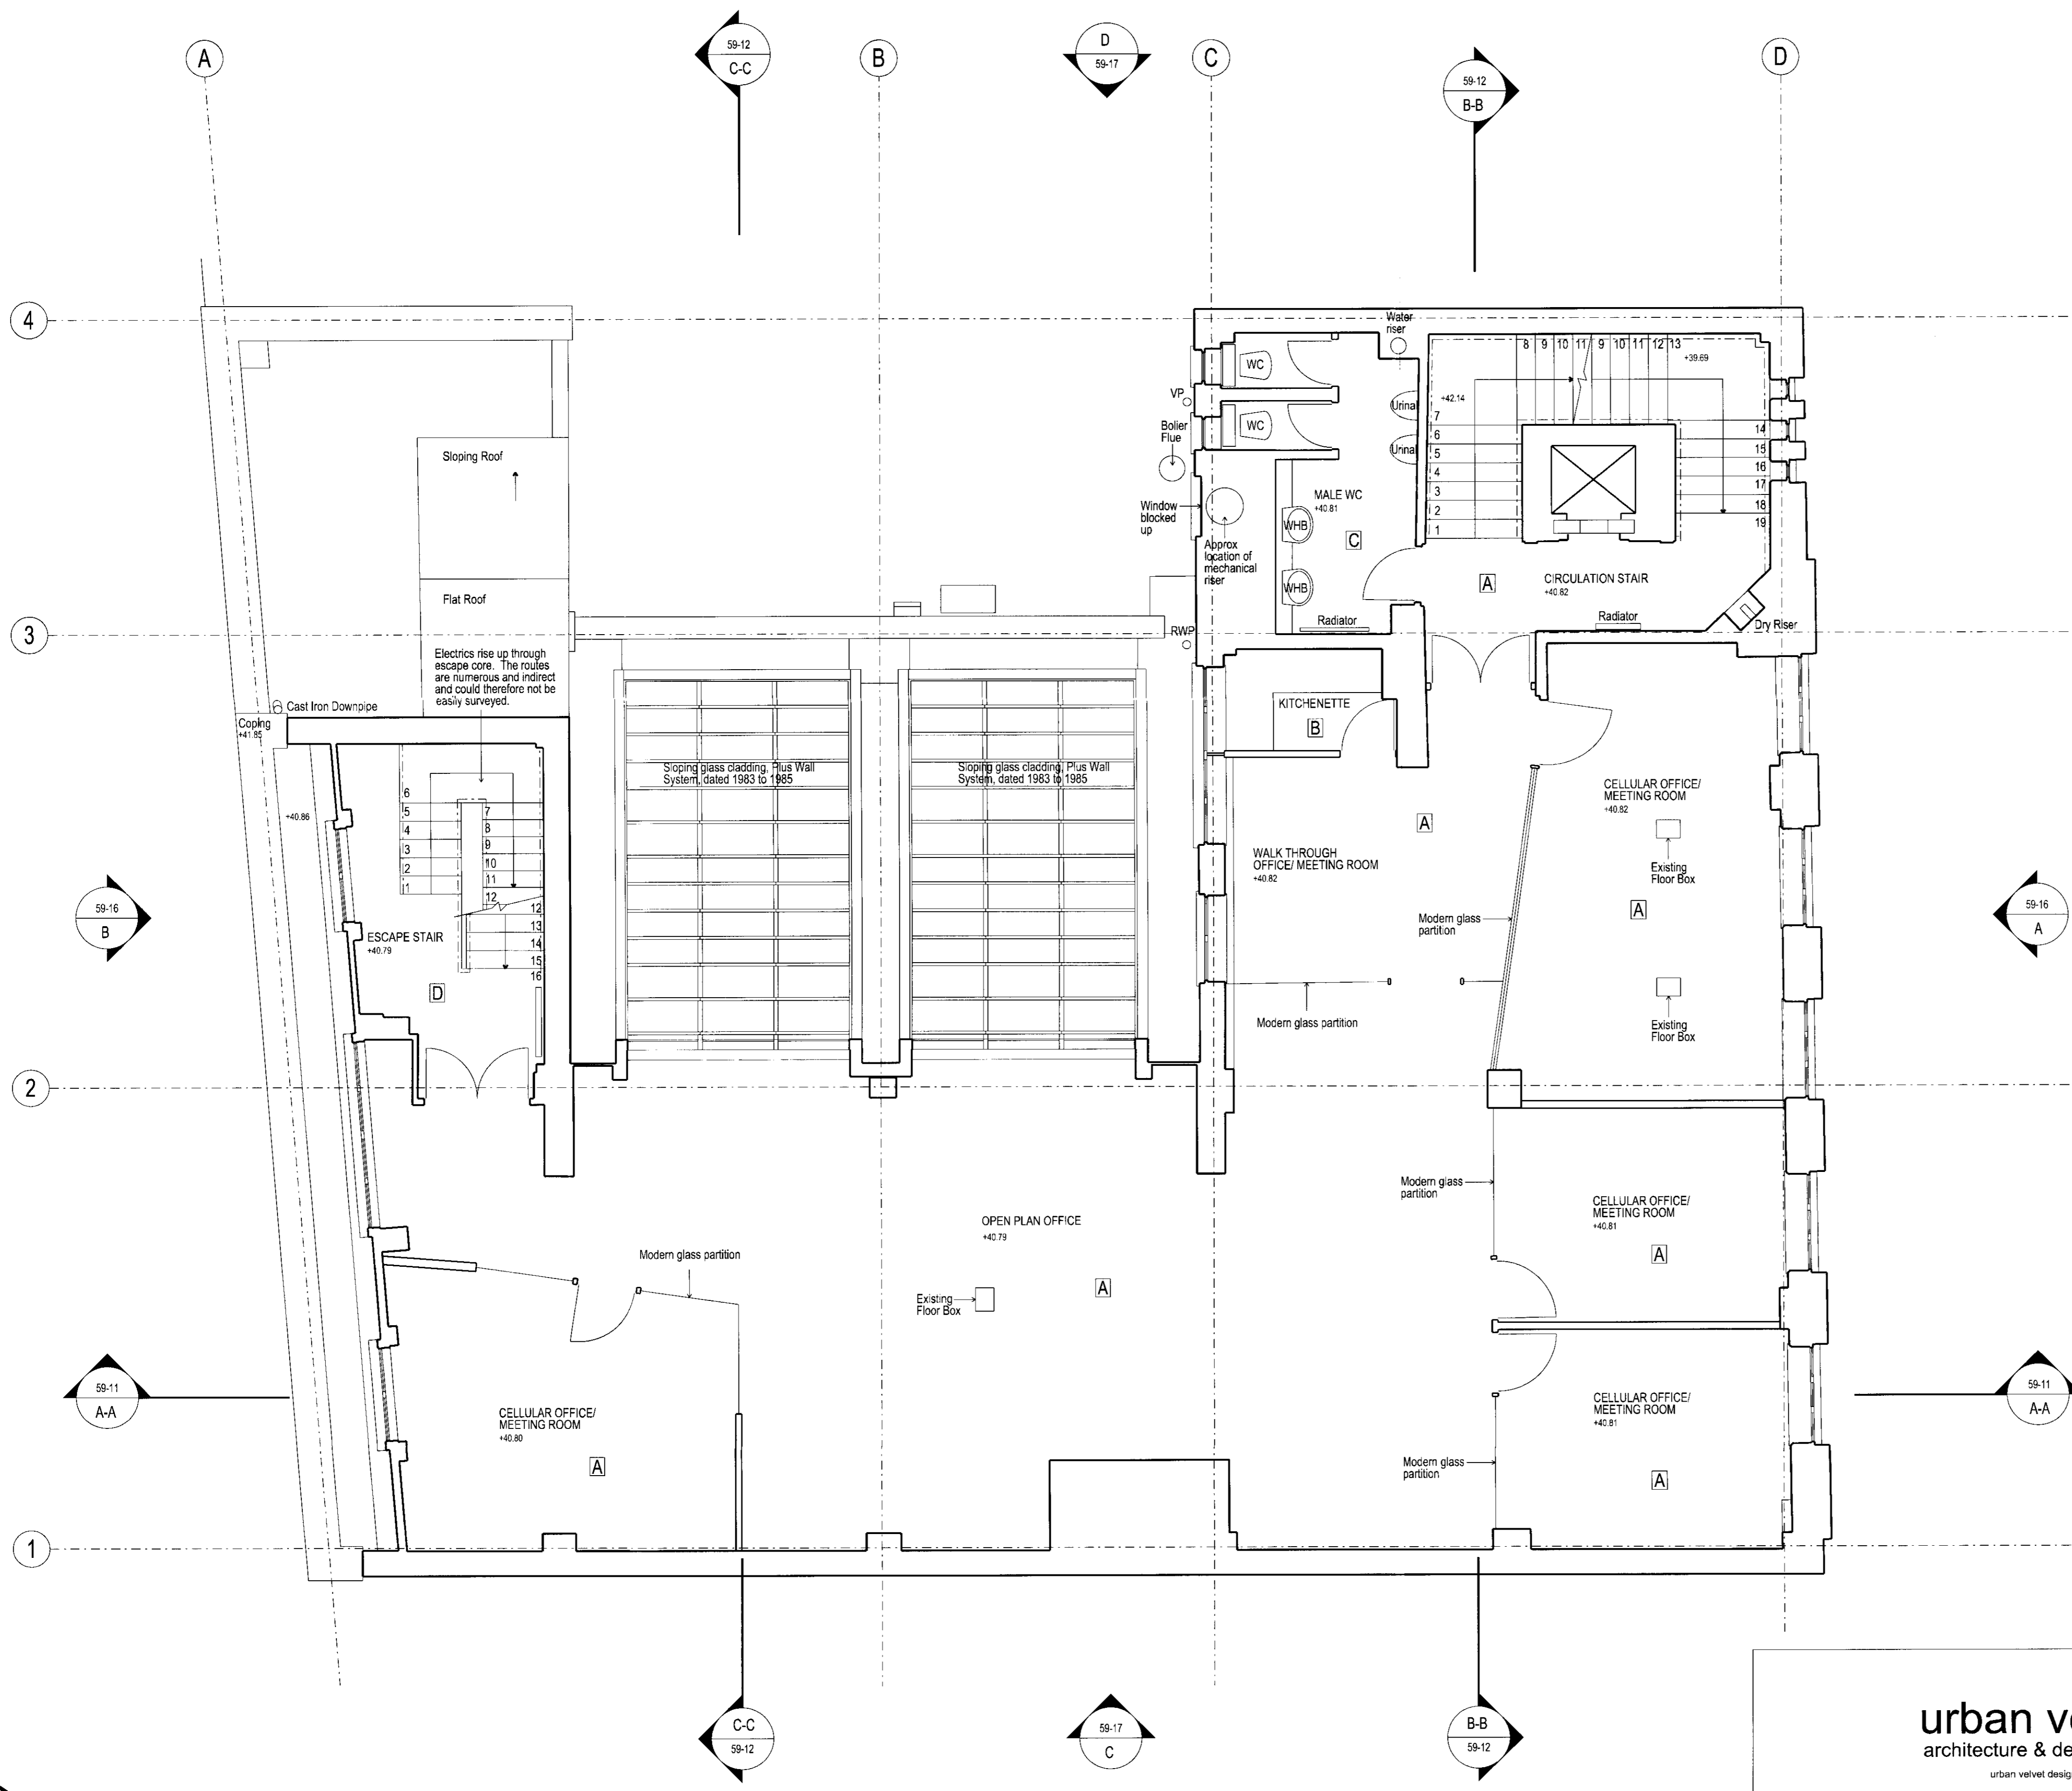 A
59-12
C-C
B
D
59-17
C
59-12
B-B
D
4
Water
riser
8 9 10 11 9 10 11 12 13
+39.69
WC
VP
+42.14
Urinal
7
WC
Bolier
Flue
6
14
Urinal
5
15
Sloping Roof
4
16
MALE WC
+40.81
3
17
Window
blocked
up
2
18
WHB
1
19
C
Approx
location of
mechanical
riser
A
CIRCULATION STAIR
+40.82
WHB
Flat Roof
Radiator
Radiator
Dry Riser
3
RWP
Electrics rise up through
escape core. The routes
are numerous and indirect
and could therefore not be
easily surveyed.
Cast Iron Downpipe
Coping
+41.85
KITCHENETTE
B
Sloping glass cladding, Plus Wall
System, dated 1983 to 1985
Sloping glass cladding, Plus Wall
System, dated 1983 to 1985
CELLULAR OFFICE/
MEETING ROOM
+40.82
6
5
4
3
2
1
7
8
9
10
11
12
12
13
14
15
16
+40.86
A
WALK THROUGH
OFFICE/ MEETING ROOM
+40.82
Existing
Floor Box
59-16
B
A
59-16
A
Modern glass
partition
ESCAPE STAIR
+40.79
D
Modern glass partition
Existing
Floor Box
2
Modern glass
partition
CELLULAR OFFICE/
MEETING ROOM
+40.81
OPEN PLAN OFFICE
+40.79
Modern glass partition
A
A
Existing
Floor Box
59-11
A-A
59-11
A-A
CELLULAR OFFICE/
MEETING ROOM
+40.80
CELLULAR OFFICE/
MEETING ROOM
+40.81
A
Modern glass
partition
A
1
C-C
59-12
59-17
C
B-B
59-12
urban ve
architecture & de
urban velvet desig